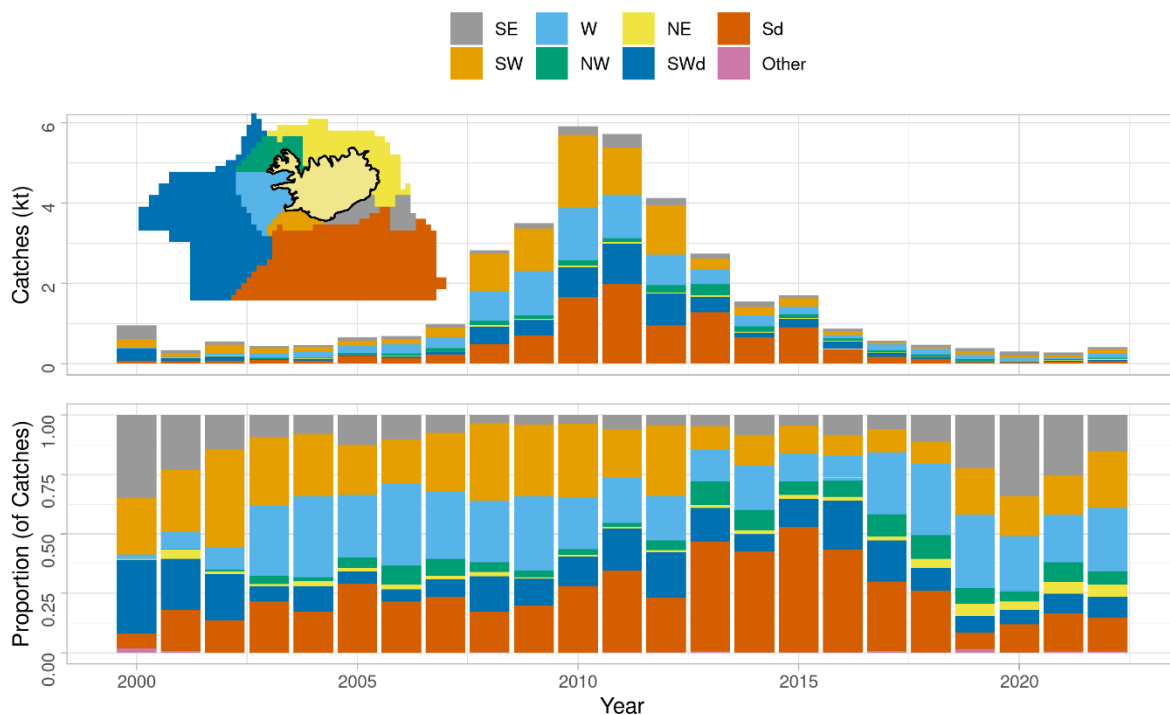 SE W NE Sd
SW NW SWd Other
Catches (kt)
6
4
2
0
Proportion (of Catches)
1.00
0.75
0.50
0.25
0.00
2000 2005 2010 2015 2020
Year